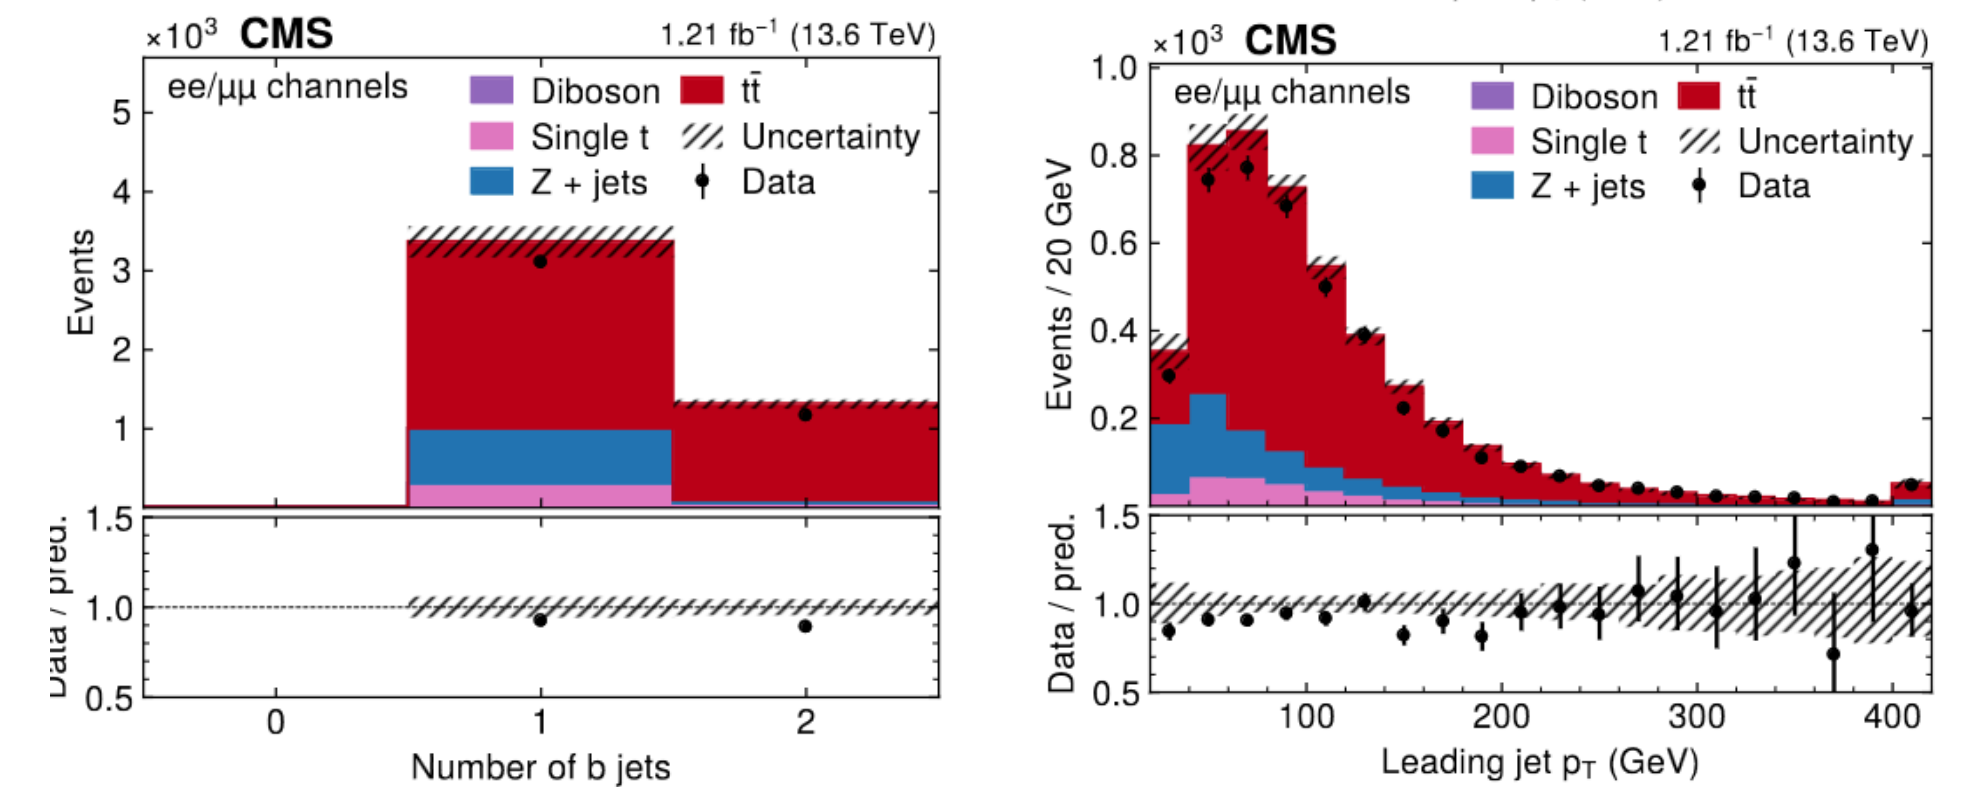 ×10³ CMS 1.21 fb⁻¹ (13.6 TeV)
ee/μμ channels
Diboson tt̄
Single t Uncertainty
Z + jets Data
Events
5
4
3
2
1
Data / pred.
1.5
1.0
0.5
0 1 2
Number of b jets
×10³ CMS 1.21 fb⁻¹ (13.6 TeV)
ee/μμ channels
Diboson tt̄
Single t Uncertainty
Z + jets Data
Events / 20 GeV
1.0
0.8
0.6
0.4
0.2
Data / pred.
1.5
1.0
0.5
100 200 300 400
Leading jet p_T (GeV)